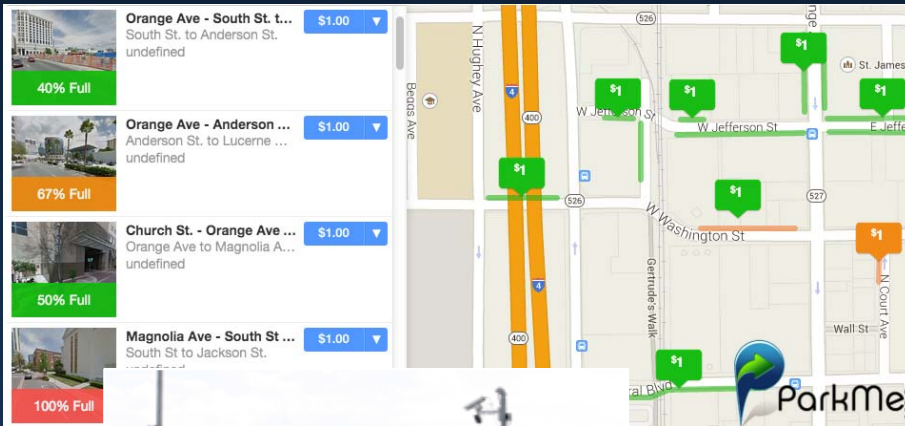 Orange Ave - South St. t...
South St. to Anderson St.
undefined
$1.00
40% Full
Orange Ave - Anderson ...
Anderson St. to Lucerne ...
undefined
$1.00
67% Full
Church St. - Orange Ave ...
Orange Ave to Magnolia A...
undefined
$1.00
50% Full
Magnolia Ave - South St ...
South St to Jackson St.
undefined
$1.00
100% Full
526
N Hughey Ave
Beggs Ave
4
400
$1
W Jefferson St
$1
W Jefferson St
$1
$1
St. James
E Jeffe
$1
526
$1
527
W Washington St
$1
N Court Ave
Gertrude's Walk
4
400
Wall St
$1
ral Blvd
ParkMe